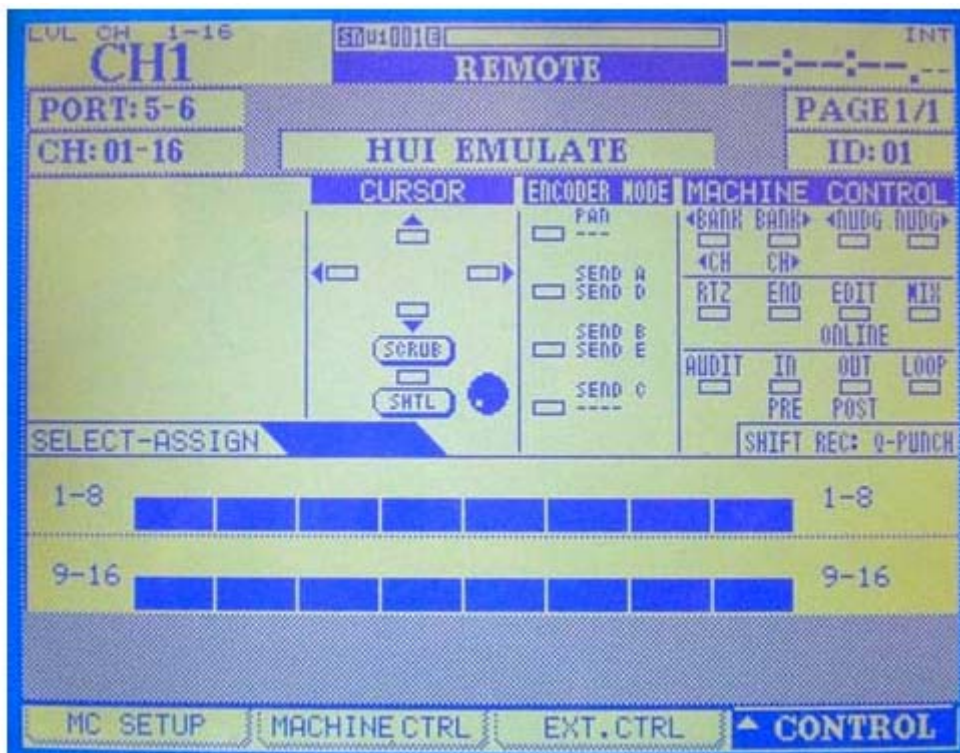 LVL CH 1-16
CH1
REMOTE
INT
--:--:--.--
PORT: 5-6
PAGE 1/1
CH: 01-16
HUI EMULATE
ID: 01
CURSOR
ENCODER MODE
MACHINE CONTROL
PAN
---
◀BANK BANK▶ ◀NUDG NUDG▶
◀CH CH▶
SEND A
SEND D
RTZ END EDIT MIX
ONLINE
SEND B
SEND E
SCRUB
AUDIT IN OUT LOOP
PRE POST
SEND C
----
SHTL
SELECT-ASSIGN
SHIFT REC: Q-PUNCH
1-8 1-8
9-16 9-16
MC SETUP MACHINE CTRL EXT.CTRL ▲ CONTROL